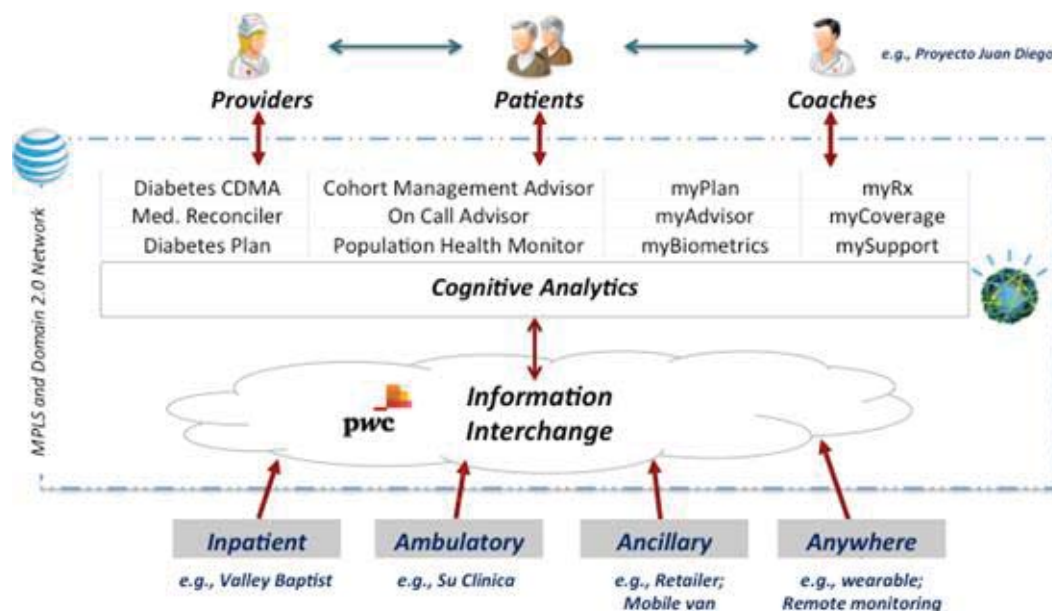 e.g., Proyecto Juan Diego
Providers
Patients
Coaches
MPLS and Domain 2.0 Network
Diabetes CDMA
Cohort Management Advisor
myPlan
myRx
Med. Reconciler
On Call Advisor
myAdvisor
myCoverage
Diabetes Plan
Population Health Monitor
myBiometrics
mySupport
Cognitive Analytics
pwc
Information
Interchange
Inpatient
Ambulatory
Ancillary
Anywhere
e.g., Valley Baptist
e.g., Su Clinica
e.g., Retailer;
Mobile van
e.g., wearable;
Remote monitoring